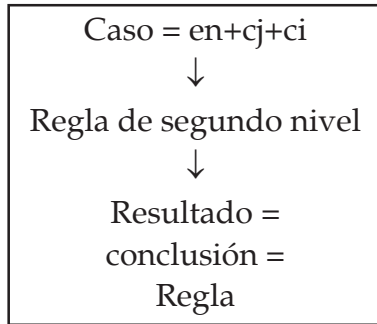 Caso = en+cj+ci
↓
Regla de segundo nivel
↓
Resultado =
conclusión =
Regla